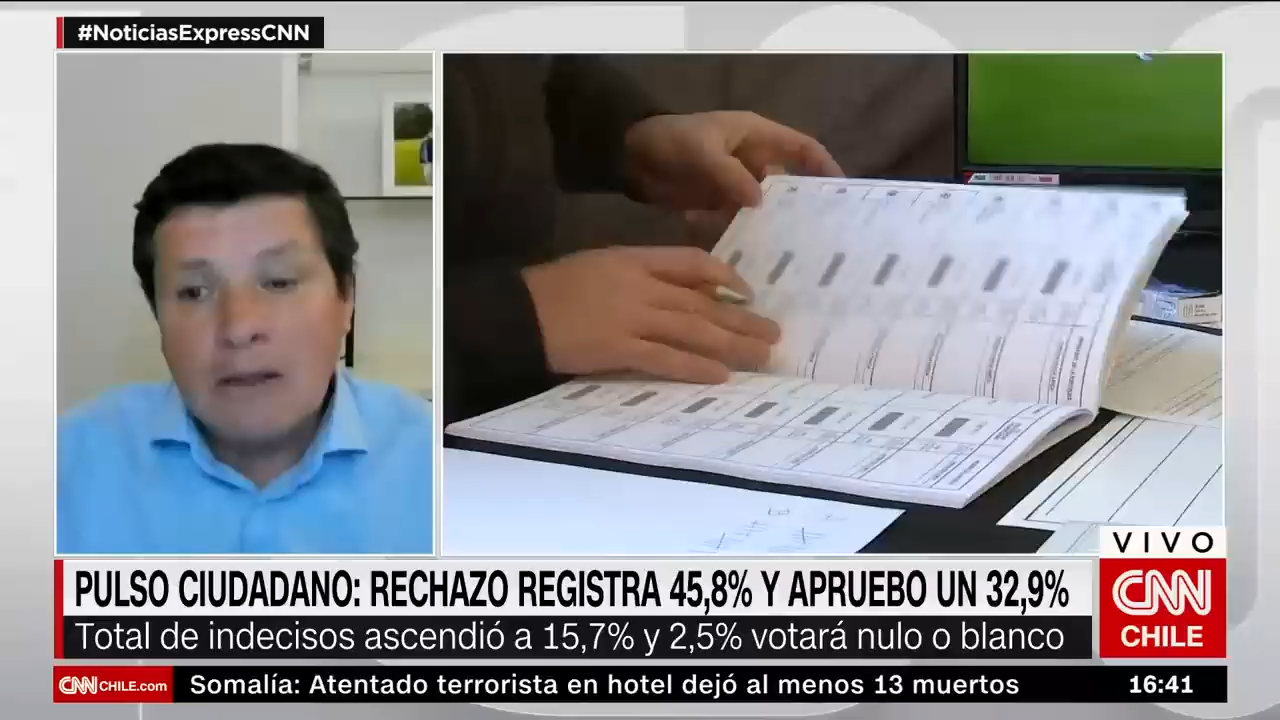 #NoticiasExpressCNN
PULSO CIUDADANO: RECHAZO REGISTRA 45,8% Y APRUEBO UN 32,9%
Total de indecisos ascendió a 15,7% y 2,5% votará nulo o blanco
VIVO
CNN
CHILE
CNNCHILE.com
Somalía: Atentado terrorista en hotel dejó al menos 13 muertos
16:41